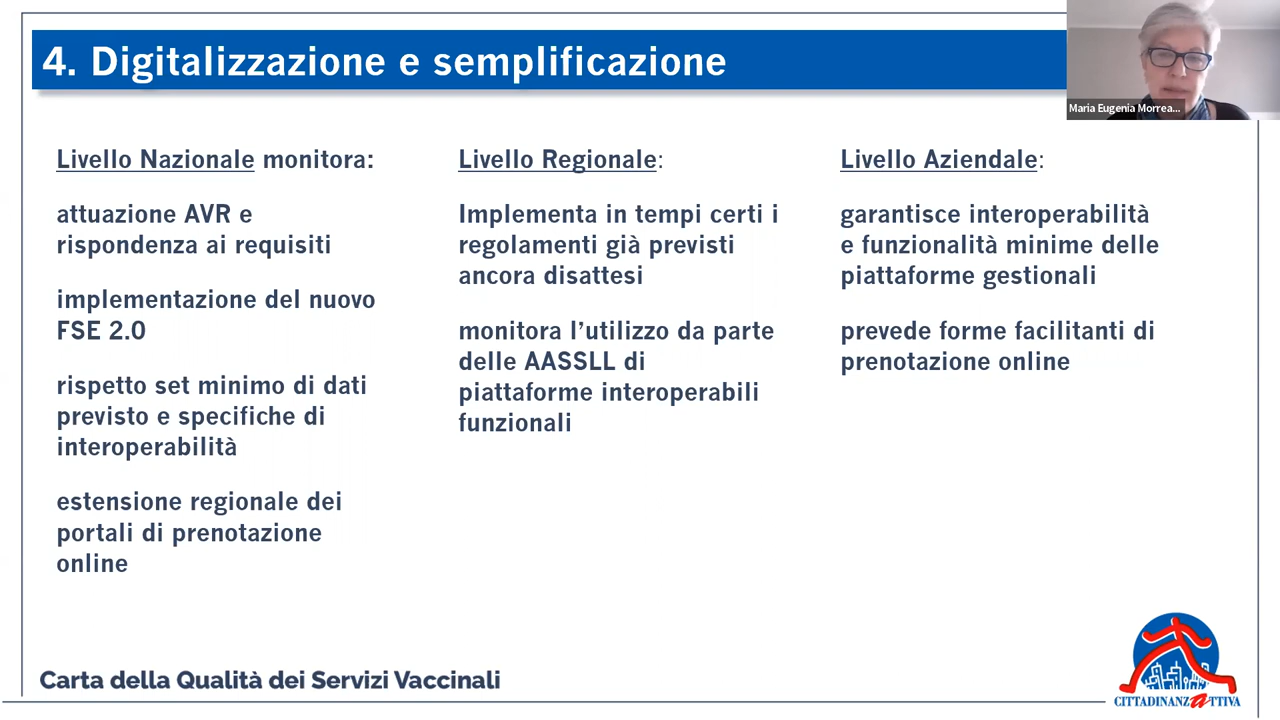 4. Digitalizzazione e semplificazione
Maria Eugenia Morrea...
Livello Nazionale monitora:
attuazione AVR e
rispondenza ai requisiti
implementazione del nuovo
FSE 2.0
rispetto set minimo di dati
previsto e specifiche di
interoperabilità
estensione regionale dei
portali di prenotazione
online
Livello Regionale:
Implementa in tempi certi i
regolamenti già previsti
ancora disattesi
monitora l’utilizzo da parte
delle AASSLL di
piattaforme interoperabili
funzionali
Livello Aziendale:
garantisce interoperabilità
e funzionalità minime delle
piattaforme gestionali
prevede forme facilitanti di
prenotazione online
Carta della Qualità dei Servizi Vaccinali
CITTADINANZATTIVA